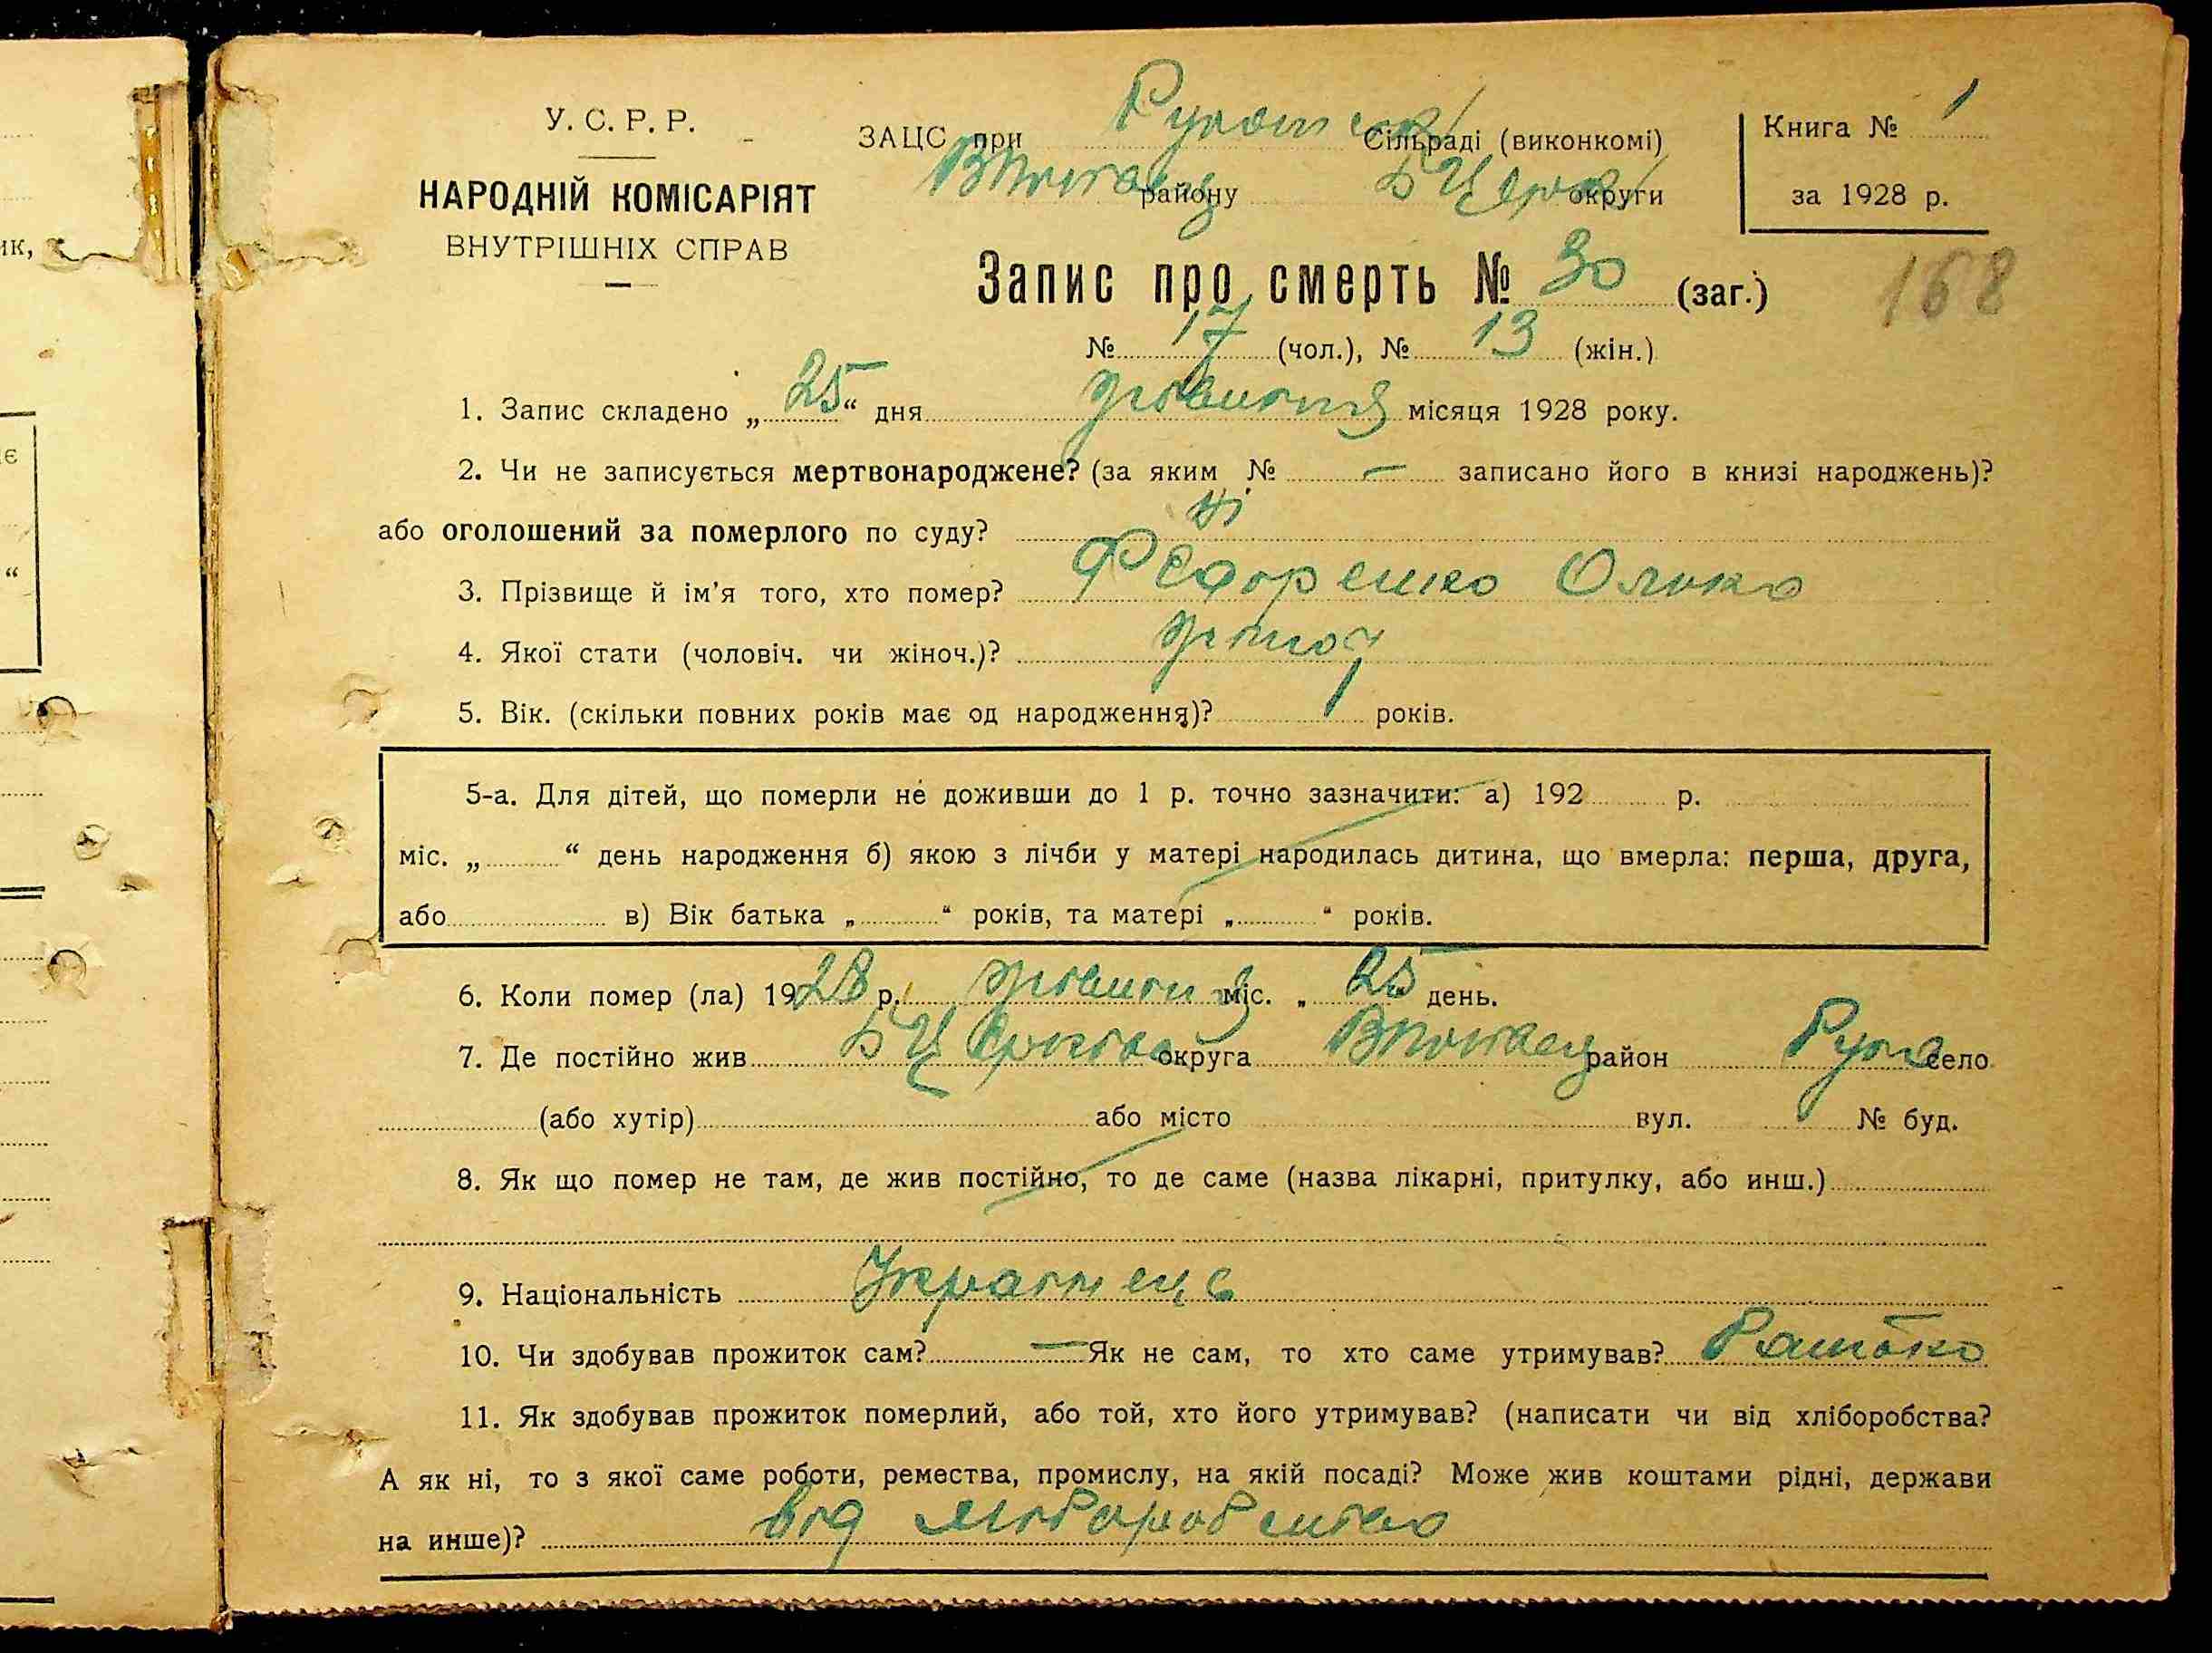 ик,
є
“
У. С. Р. Р.
НАРОДНІЙ КОМІСАРІЯТ
ВНУТРІШНІХ СПРАВ
ЗАЦС при Сільраді (виконкомі)
району БЦерк округи
Книга № 1
за 1928 р.
168
Запис про смерть № 30 (заг.)
№ 17 (чол.), № 13 (жін.)
1. Запис складено „ 25 “ дня жовтня місяця 1928 року.
2. Чи не записується мертвонароджене? (за яким № — записано його в книзі народжень)?
або оголошений за померлого по суду? ні
3. Прізвище й ім’я того, хто помер? Федоренко Олика
4. Якої стати (чоловіч. чи жіноч.)? жіноч
5. Вік. (скільки повних років має од народження)? 1 років.
5-а. Для дітей, що померли не доживши до 1 р. точно зазначити: а) 192 р.
міс. „ “ день народження б) якою з лічби у матері народилась дитина, що вмерла: перша, друга,
або в) Вік батька „ “ років, та матері „ “ років.
6. Коли помер (ла) 1928 р. жовтня міс. „ 25 день.
7. Де постійно жив округа район село
(або хутір) або місто вул. № буд.
8. Як що помер не там, де жив постійно, то де саме (назва лікарні, притулку, або инш.)
9. Національність Українець
10. Чи здобував прожиток сам? — Як не сам, то хто саме утримував? Батько
11. Як здобував прожиток померлий, або той, хто його утримував? (написати чи від хліборобства?
А як ні, то з якої саме роботи, ремества, промислу, на якій посаді? Може жив коштами рідні, держави
на инше)? від хліборобства